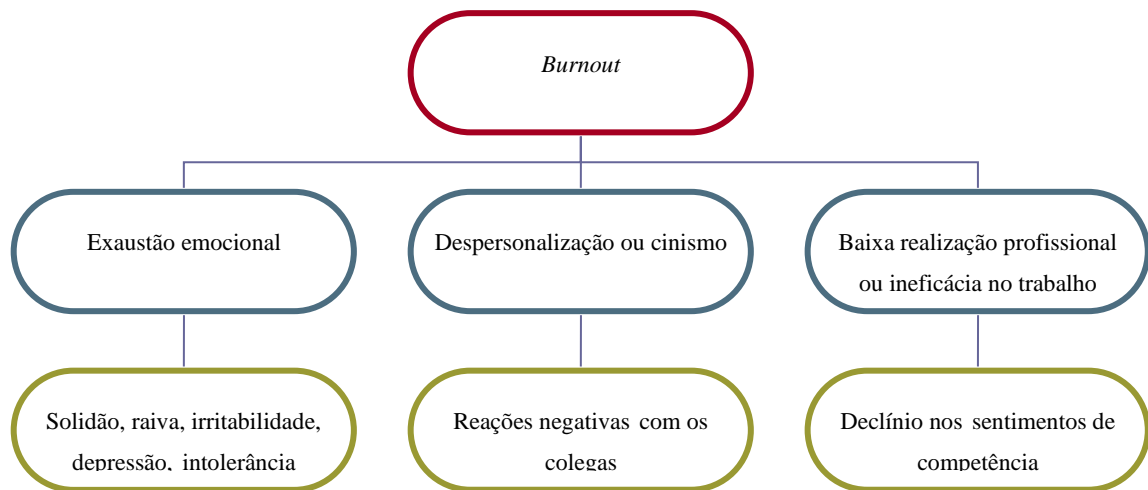 Burnout
Exaustão emocional
Despersonalização ou cinismo
Baixa realização profissional
ou ineficácia no trabalho
Solidão, raiva, irritabilidade,
depressão, intolerância
Reações negativas com os
colegas
Declínio nos sentimentos de
competência